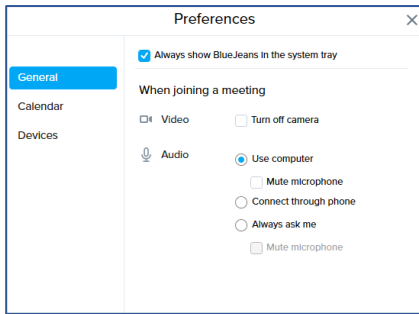 Preferences
Always show BlueJeans in the system tray
General
Calendar
Devices
When joining a meeting
Video
Turn off camera
Audio
Use computer
Mute microphone
Connect through phone
Always ask me
Mute microphone